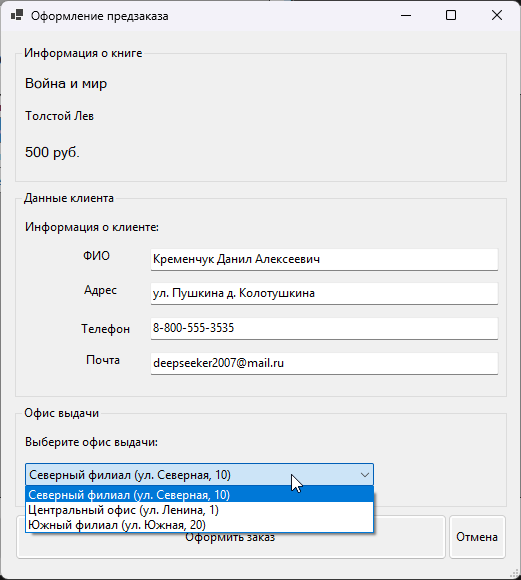 Оформление предзаказа
Информация о книге
Война и мир
Толстой Лев
500 руб.
Данные клиента
Информация о клиенте:
ФИО Кременчук Данил Алексеевич
Адрес ул. Пушкина д. Колотушкина
Телефон 8-800-555-3535
Почта deepseeker2007@mail.ru
Офис выдачи
Выберите офис выдачи:
Северный филиал (ул. Северная, 10)
Северный филиал (ул. Северная, 10)
Центральный офис (ул. Ленина, 1)
Южный филиал (ул. Южная, 20)
Оформить заказ Отмена